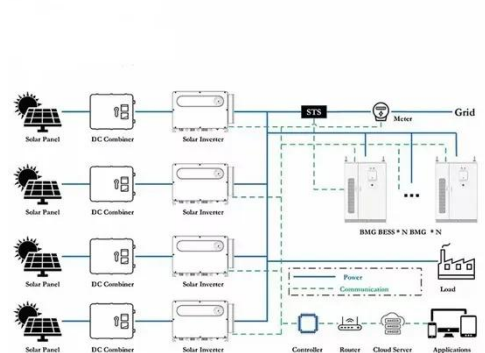 STS
Meter
Grid
Solar Panel DC Combiner Solar Inverter
Solar Panel DC Combiner Solar Inverter
BMG BESS * N BMG * N
Solar Panel DC Combiner Solar Inverter
Power
Communication
Load
Solar Panel DC Combiner Solar Inverter
Controller Router Cloud Server Applications